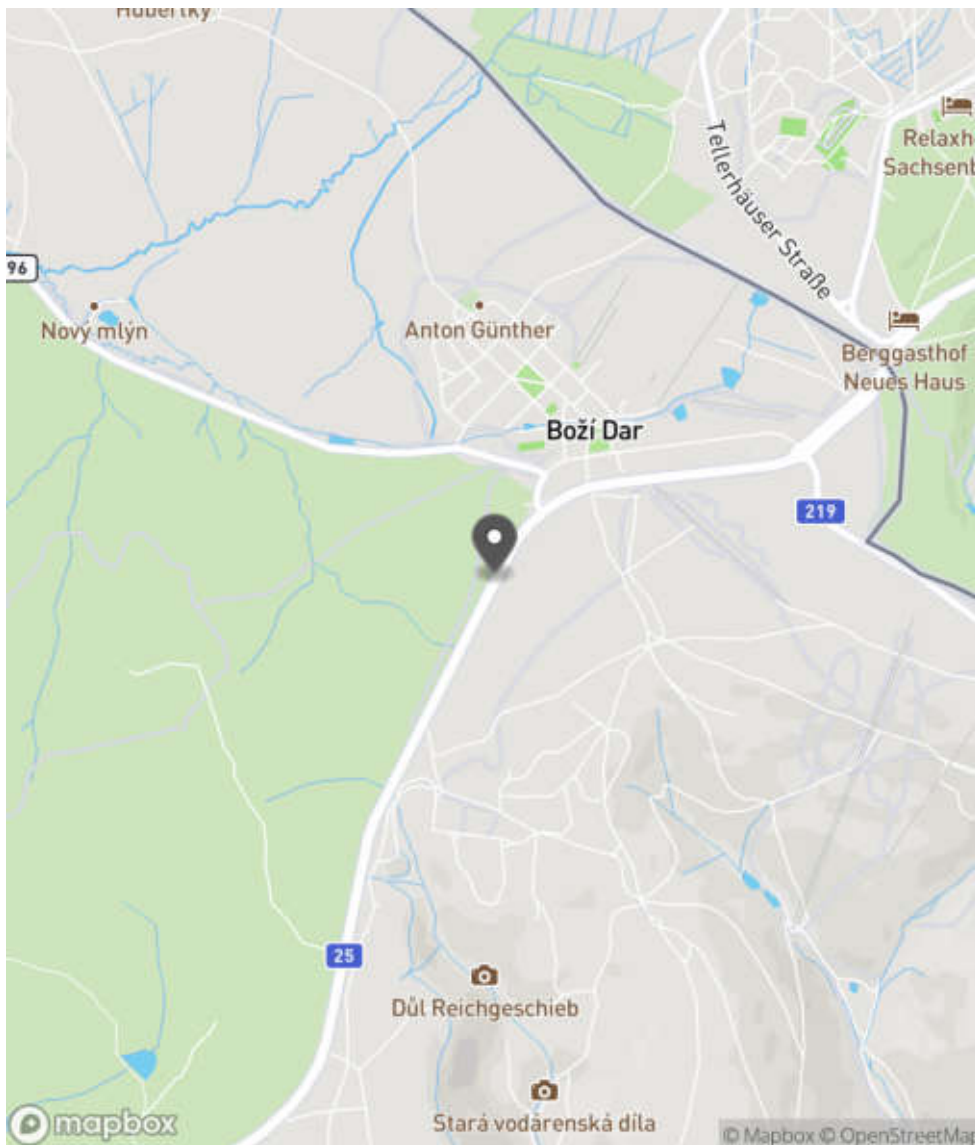 Hubertky
Relaxho
Sachsenb
Tellerhäuser Straße
96
Nový mlýn
Anton Günther
Berggasthof
Neues Haus
Boží Dar
219
25
Důl Reichgeschieb
Stará vodárenská díla
mapbox
© Mapbox © OpenStreetMa